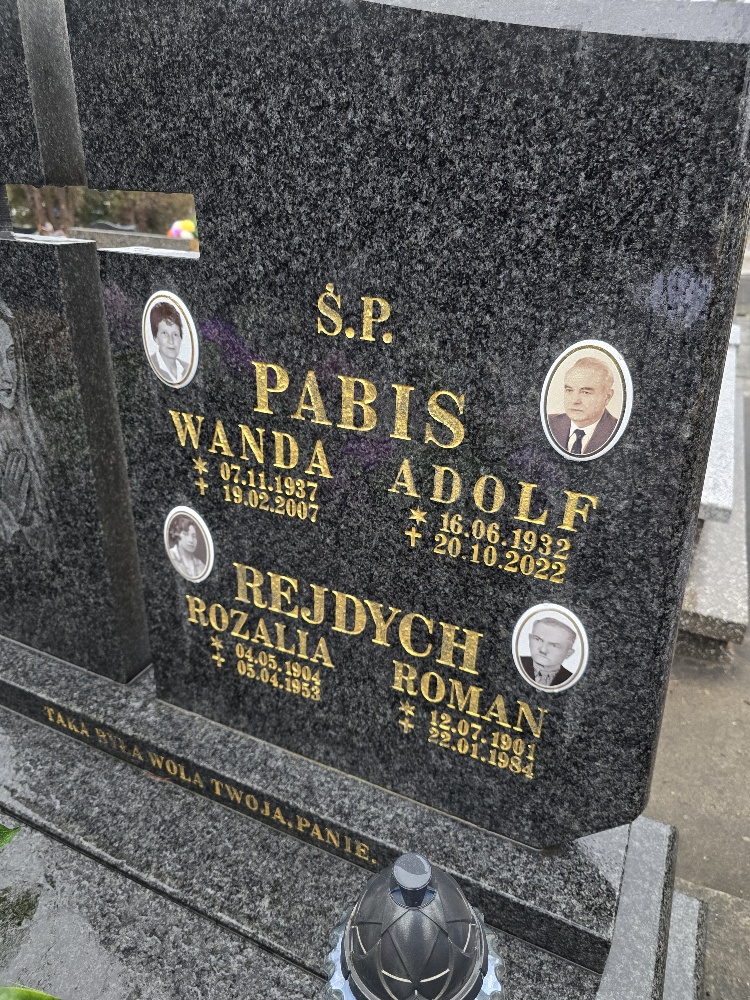 Ś.P.
PABIS
WANDA
* 07.11.1937
✝ 19.02.2007
ADOLF
* 16.06.1932
✝ 20.10.2022
REJDYCH
ROZALIA
* 04.05.1904
✝ 05.04.1953
ROMAN
* 12.07.1901
✝ 22.01.1984
TAKA BYŁA WOLA TWOJA, PANIE.